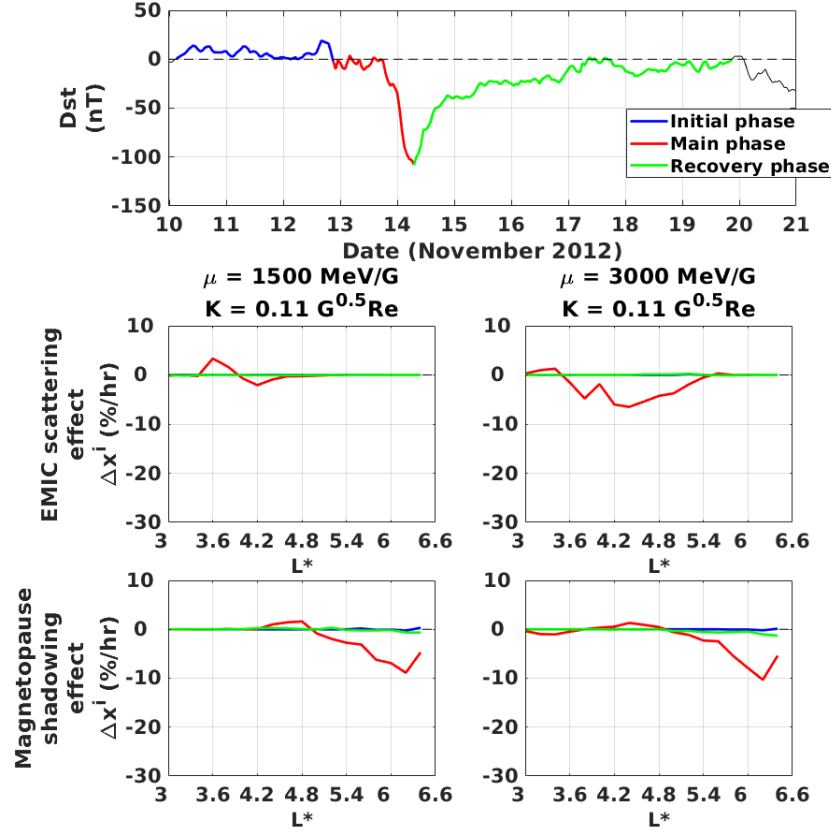 50
0
-50
-100
-150
Dst
(nT)
Initial phase
Main phase
Recovery phase
10 11 12 13 14 15 16 17 18 19 20 21
Date (November 2012)
μ = 1500 MeV/G
K = 0.11 G^0.5Re
μ = 3000 MeV/G
K = 0.11 G^0.5Re
EMIC scattering
effect
Δx^i (%/hr)
10
0
-10
-20
-30
3 3.6 4.2 4.8 5.4 6 6.6
L*
10
0
-10
-20
-30
3 3.6 4.2 4.8 5.4 6 6.6
L*
Magnetopause
shadowing
effect
Δx^i (%/hr)
10
0
-10
-20
-30
3 3.6 4.2 4.8 5.4 6 6.6
L*
10
0
-10
-20
-30
3 3.6 4.2 4.8 5.4 6 6.6
L*